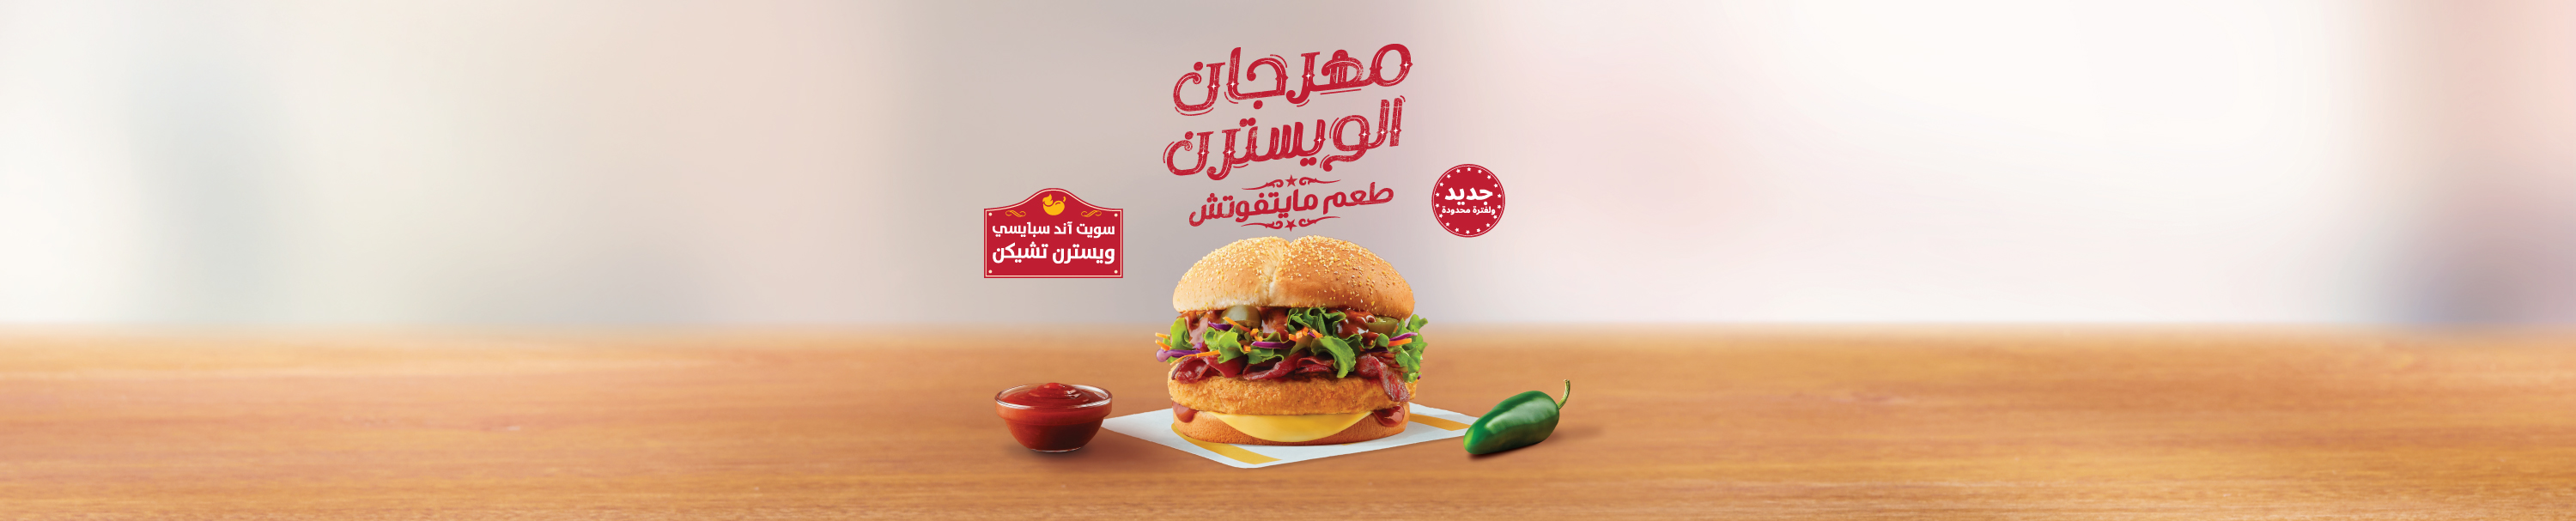 مهرجان
الويسترن
طعم مايتفوتش
جديد
ولفترة محدودة
سويت آند سبايسي
ويسترن تشيكن